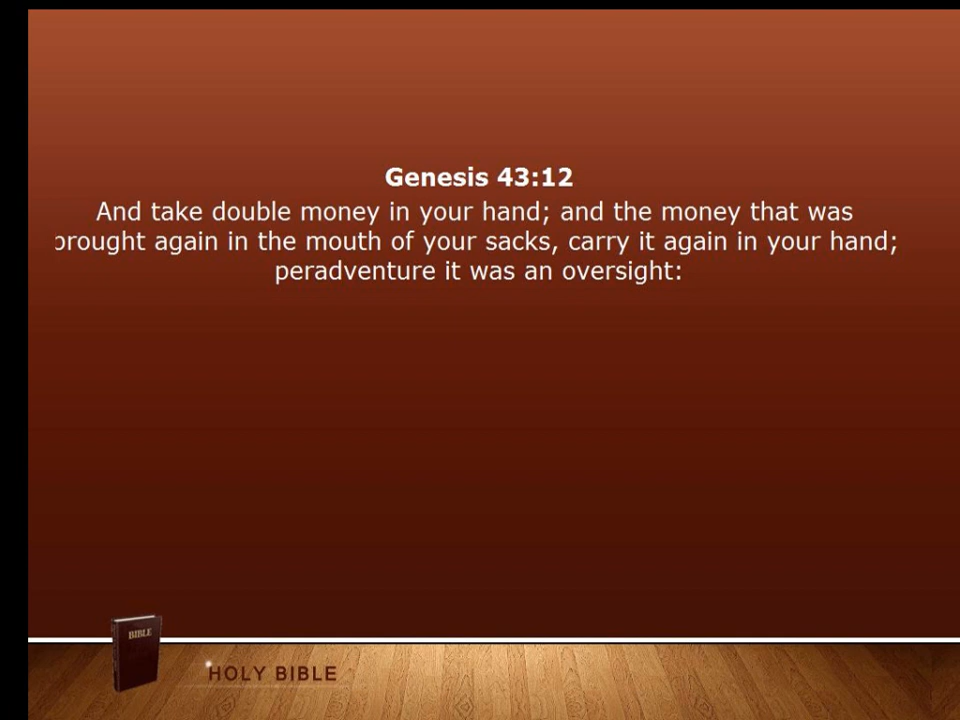 Genesis 43:12
And take double money in your hand; and the money that was
brought again in the mouth of your sacks, carry it again in your hand;
peradventure it was an oversight:
BIBLE
HOLY BIBLE